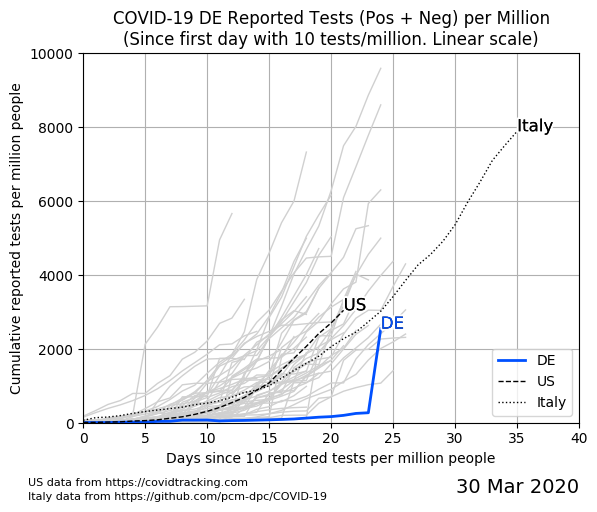 COVID-19 DE Reported Tests (Pos + Neg) per Million
(Since first day with 10 tests/million. Linear scale)
Cumulative reported tests per million people
10000
8000
6000
4000
2000
0
Italy
US
DE
DE
US
Italy
0 5 10 15 20 25 30 35 40
Days since 10 reported tests per million people
US data from https://covidtracking.com
Italy data from https://github.com/pcm-dpc/COVID-19
30 Mar 2020